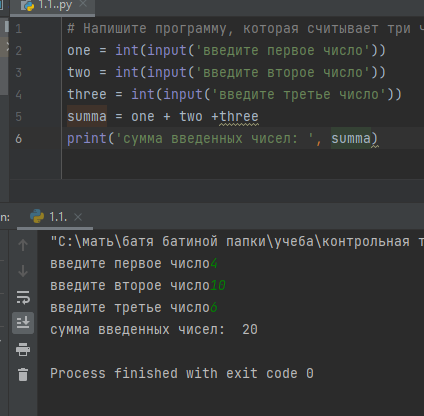 1.1..py
1 # Напишите программу, которая считывает три
2 one = int(input('введите первое число'))
3 two = int(input('введите второе число'))
4 three = int(input('введите третье число'))
5 summa = one + two +three
6 print('сумма введенных чисел: ', summa)
n: 1.1.
"C:\мать\батя батиной папки\учеба\контрольная
введите первое число4
введите второе число10
введите третье число6
сумма введенных чисел:  20
Process finished with exit code 0